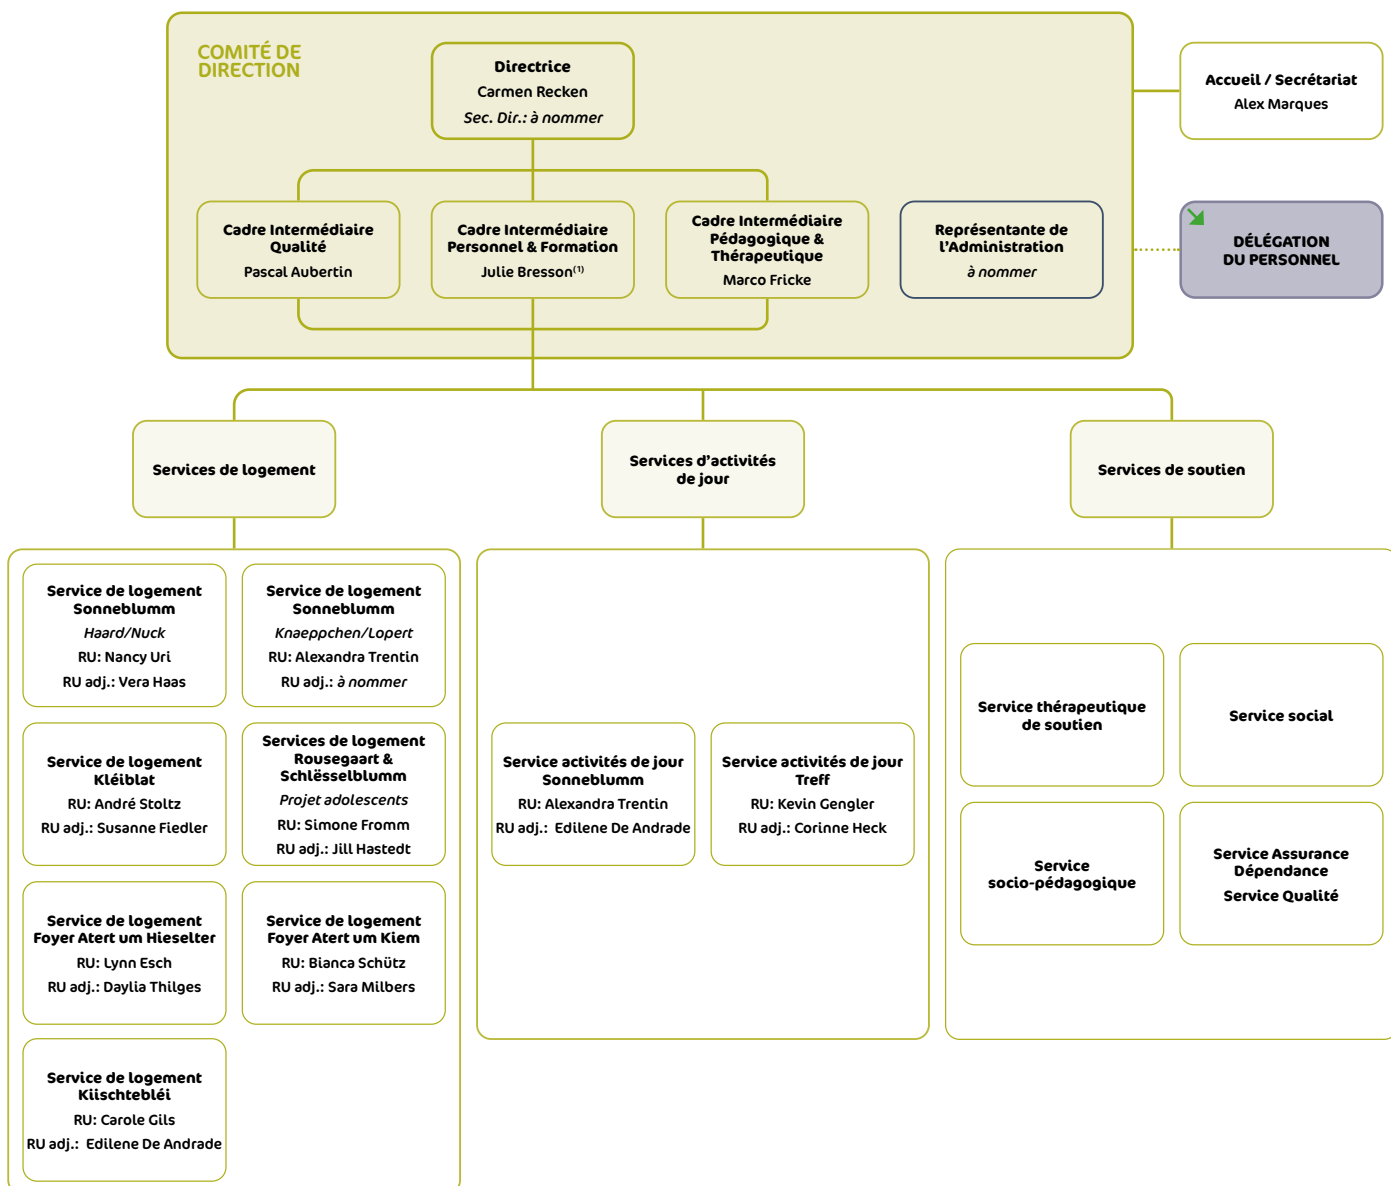 COMITÉ DE
DIRECTION
Directrice
Carmen Recken
Sec. Dir.: à nommer
Accueil / Secrétariat
Alex Marques
Cadre Intermédiaire
Qualité
Pascal Aubertin
Cadre Intermédiaire
Personnel & Formation
Julie Bresson(1)
Cadre Intermédiaire
Pédagogique &
Thérapeutique
Marco Fricke
Représentante de
l'Administration
à nommer
DÉLÉGATION
DU PERSONNEL
Services de logement
Services d'activités
de jour
Services de soutien
Service de logement
Sonneblumm
Haard/Nuck
RU: Nancy Uri
RU adj.: Vera Haas
Service de logement
Sonneblumm
Knaeppchen/Lopert
RU: Alexandra Trentin
RU adj.: à nommer
Service de logement
Kléiblat
RU: André Stoltz
RU adj.: Susanne Fiedler
Services de logement
Rousegaart &
Schlësselblumm
Projet adolescents
RU: Simone Fromm
RU adj.: Jill Hastedt
Service de logement
Foyer Atert um Hieselter
RU: Lynn Esch
RU adj.: Daylia Thilges
Service de logement
Foyer Atert um Kiem
RU: Bianca Schütz
RU adj.: Sara Milbers
Service de logement
Kiischtebléi
RU: Carole Gils
RU adj.: Edilene De Andrade
Service activités de jour
Sonneblumm
RU: Alexandra Trentin
RU adj.: Edilene De Andrade
Service activités de jour
Treff
RU: Kevin Gengler
RU adj.: Corinne Heck
Service thérapeutique
de soutien
Service social
Service
socio-pédagogique
Service Assurance
Dépendance
Service Qualité